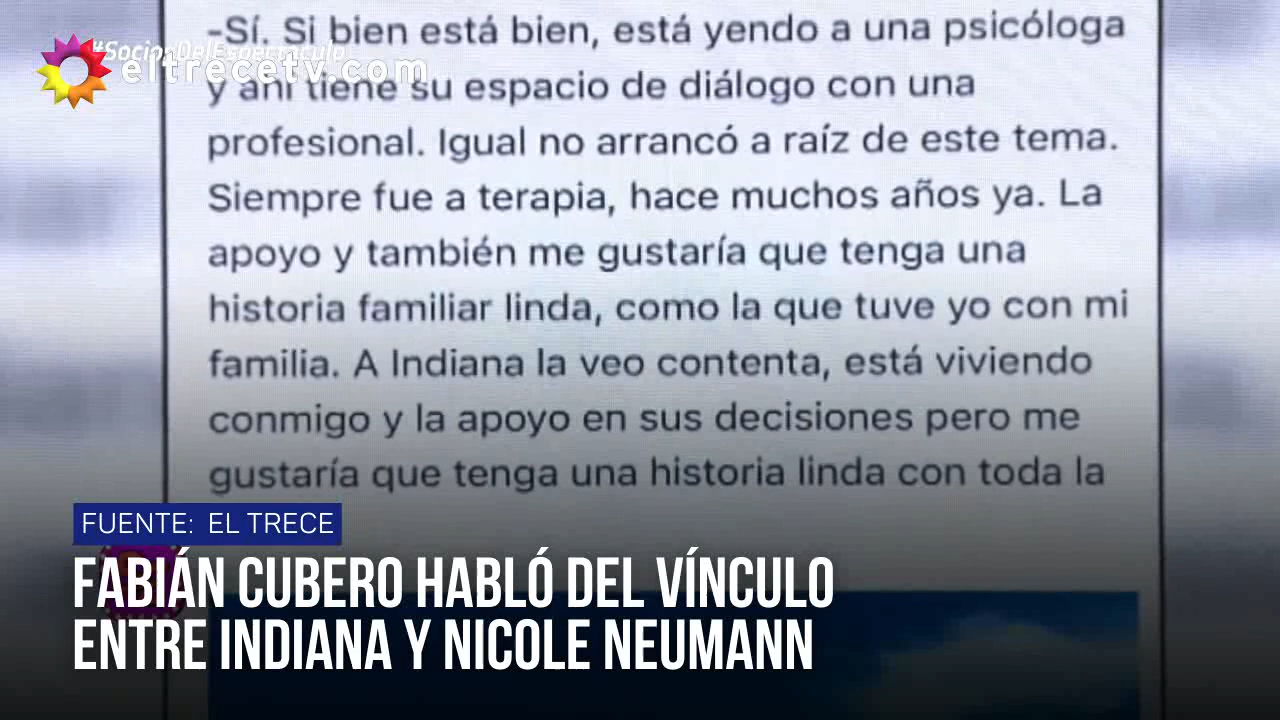 -Sí. Si bien está bien, está yendo a una psicóloga
#SociosDelEspectaculo
eltrecetv.com
y ahí tiene su espacio de diálogo con una
profesional. Igual no arrancó a raíz de este tema.
Siempre fue a terapia, hace muchos años ya. La
apoyo y también me gustaría que tenga una
historia familiar linda, como la que tuve yo con mi
familia. A Indiana la veo contenta, está viviendo
conmigo y la apoyo en sus decisiones pero me
gustaría que tenga una historia linda con toda la
FUENTE: EL TRECE
FABIÁN CUBERO HABLÓ DEL VÍNCULO
ENTRE INDIANA Y NICOLE NEUMANN